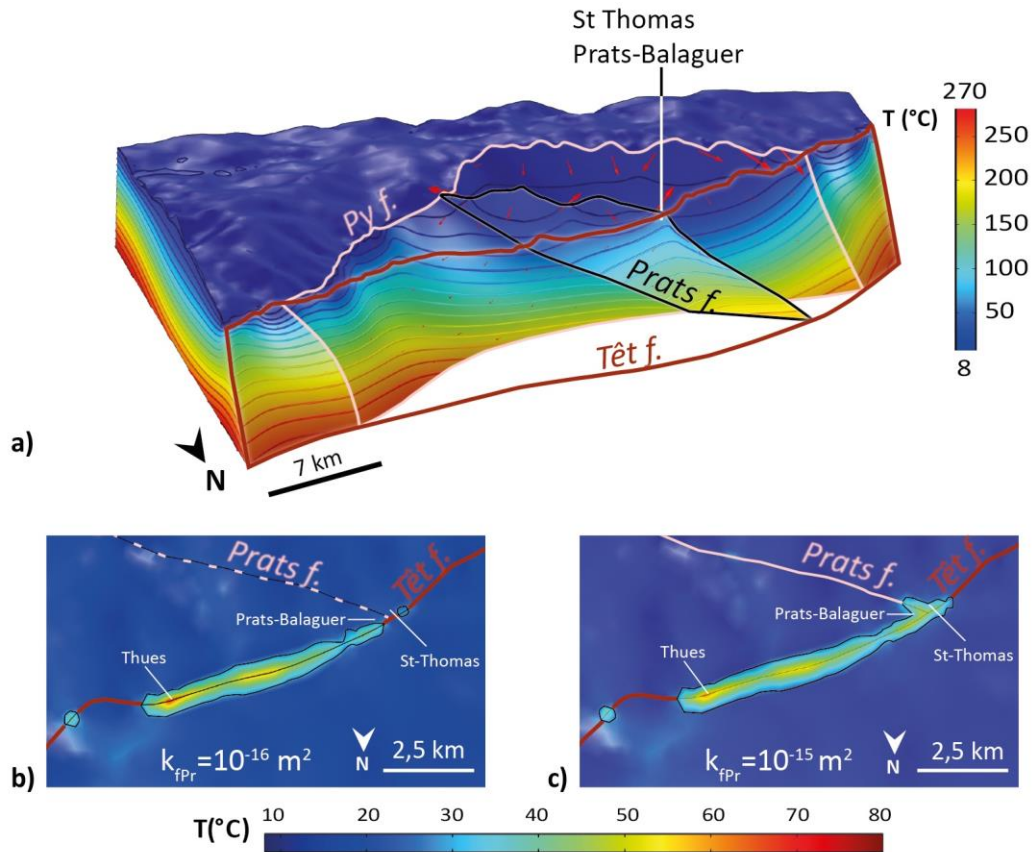 St Thomas
Prats-Balaguer
270
T (°C)
250
200
150
100
50
8
Py f.
Prats f.
Têt f.
a)
N
7 km
Prats f.
Têt f.
Prats-Balaguer
St-Thomas
Thues
k_fPr=10^-16 m²
N
2,5 km
b)
Prats f.
Têt f.
Prats-Balaguer
St-Thomas
Thues
k_fPr=10^-15 m²
N
2,5 km
c)
T(°C)
10 20 30 40 50 60 70 80